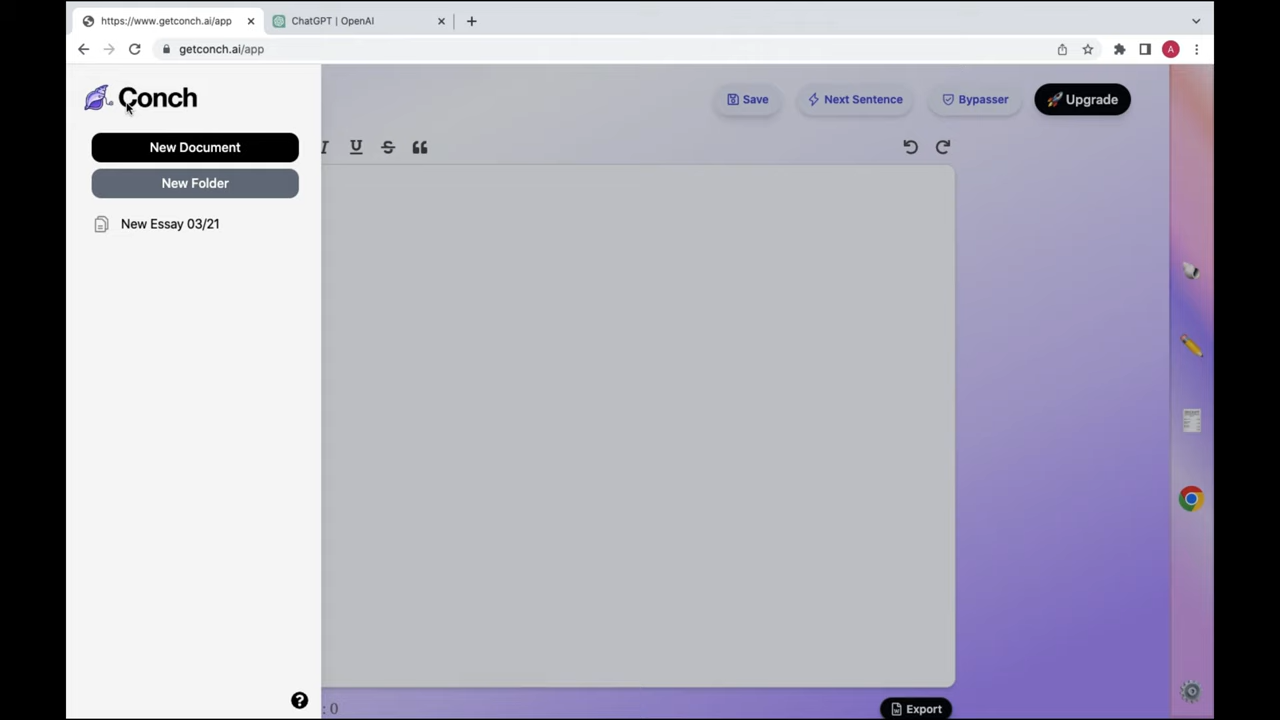 https://www.getconch.ai/app
ChatGPT | OpenAI
getconch.ai/app
A
Conch
Save
Next Sentence
Bypasser
Upgrade
New Document
I U S
New Folder
New Essay 03/21
?
: 0
Export